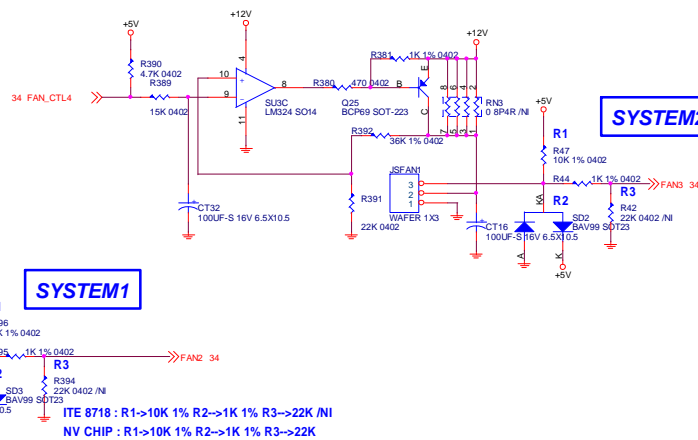 +5V
+12V
+12V
R390
4.7K 0402
R389
15K 0402
34 FAN_CTL4
4
10
9
8
11
SU3C
LM324 SO14
R380
470 0402
R381
1K 1% 0402
Q25
BCP69 SOT-223
B
E
C
8
6
4
2
7
5
3
1
RN3
0 8P4R /NI
R392
36K 1% 0402
R391
22K 0402
CT32
100UF-S 16V 6.5X10.5
JSFAN1
3
2
1
WAFER 1X3
CT16
100UF-S 16V 6.5X10.5
+5V
R1
R47
10K 1% 0402
R44
1K 1% 0402
R2
R3
R42
22K 0402 /NI
FAN3 34
KA
SD2
BAV99 SOT23
A
K
+5V
SYSTEM2
SYSTEM1
96
K 1% 0402
95
1K 1% 0402
FAN2 34
R3
R394
22K 0402 /NI
2
SD3
BAV99 SOT23
0.5
ITE 8718 : R1->10K 1% R2-->1K 1% R3-->22K /NI
NV CHIP : R1->10K 1% R2-->1K 1% R3-->22K